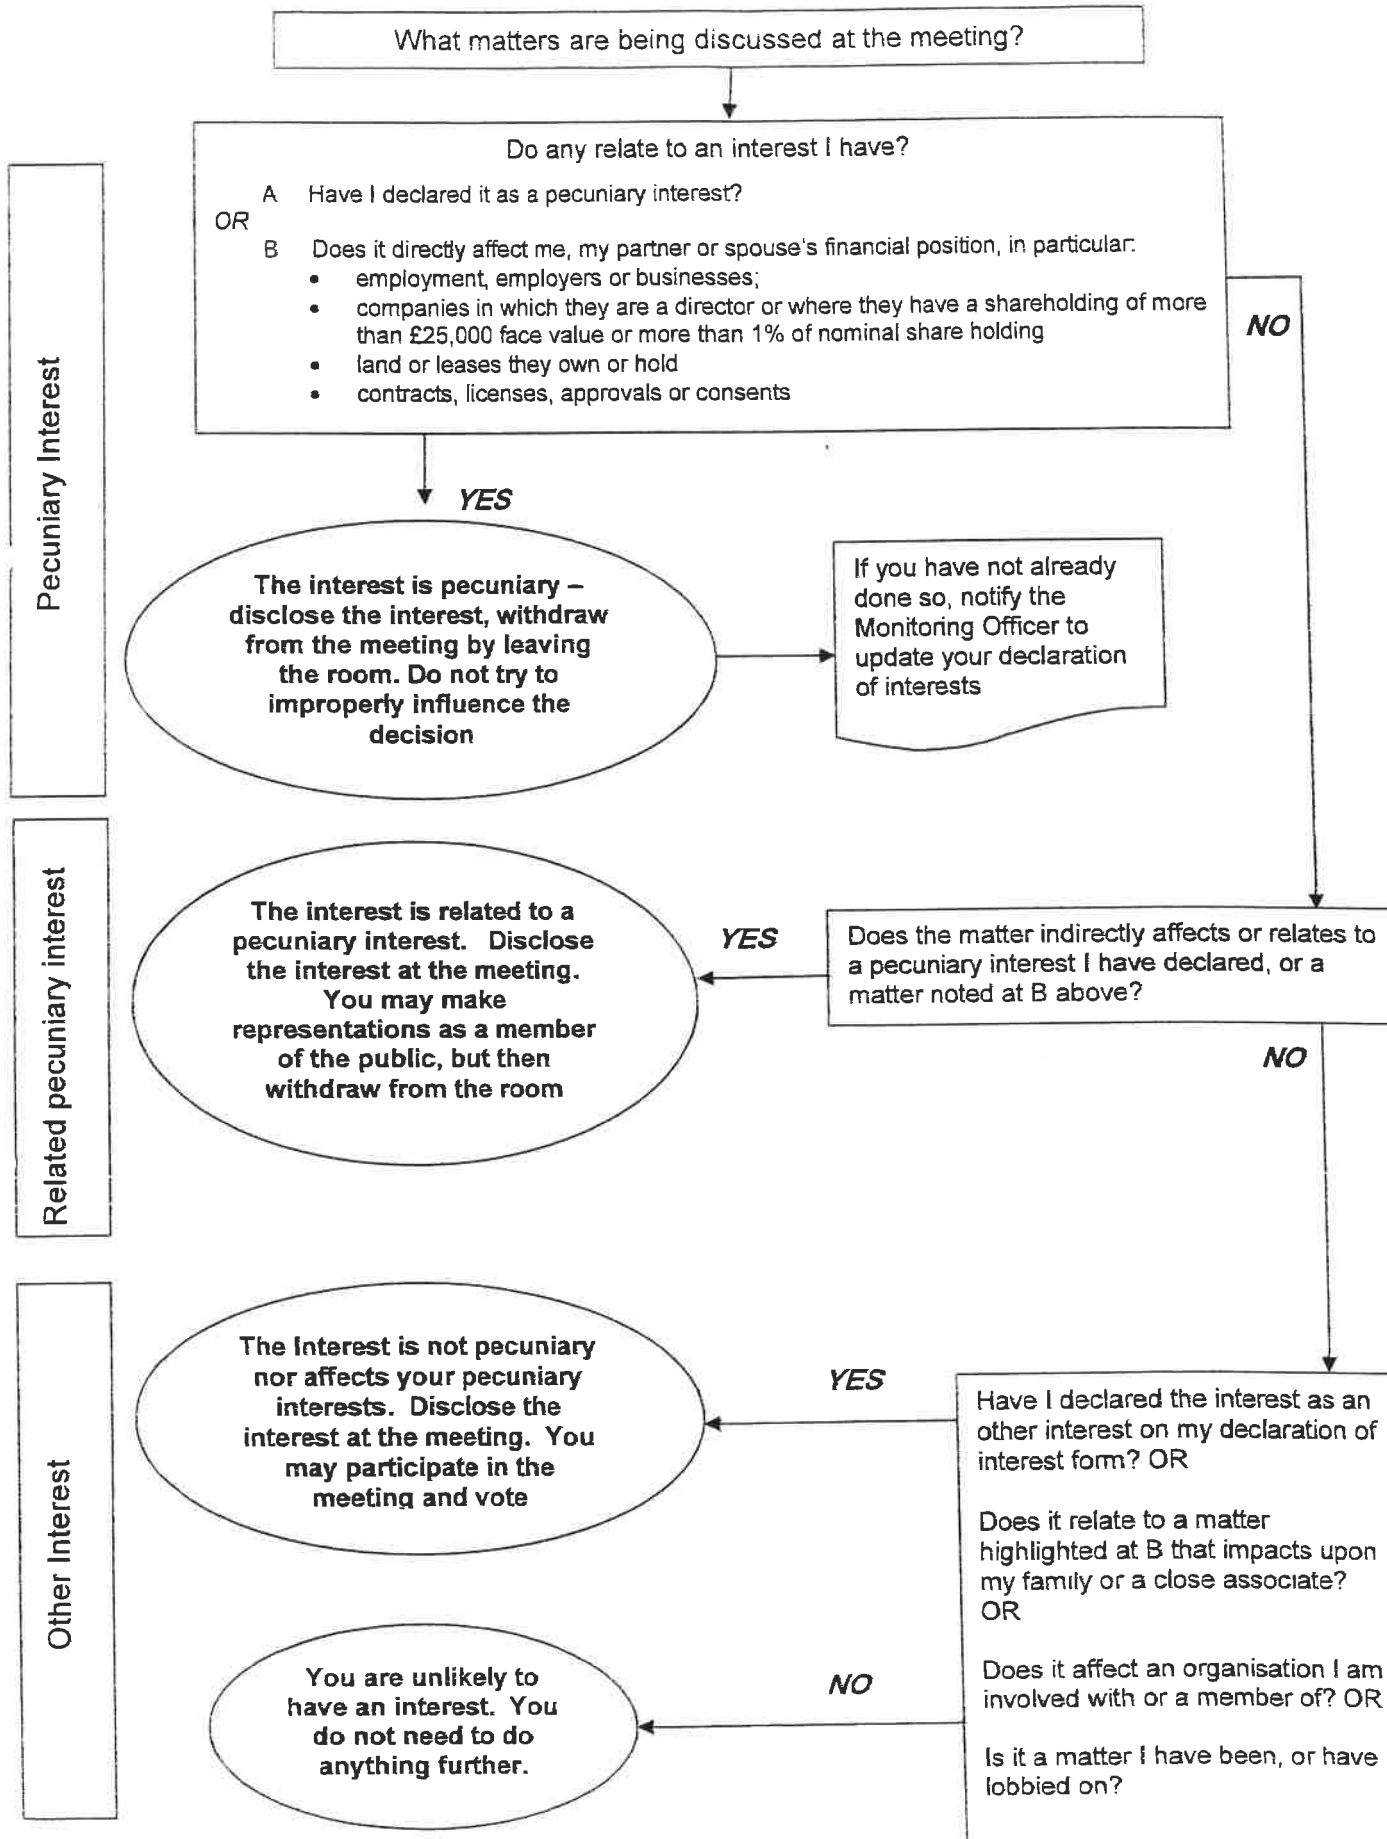 What matters are being discussed at the meeting?
Do any relate to an interest I have?
A Have I declared it as a pecuniary interest?
OR
B Does it directly affect me, my partner or spouse's financial position, in particular:
• employment, employers or businesses;
• companies in which they are a director or where they have a shareholding of more
than £25,000 face value or more than 1% of nominal share holding
• land or leases they own or hold
• contracts, licenses, approvals or consents
NO
Pecuniary Interest
YES
The interest is pecuniary –
disclose the interest, withdraw
from the meeting by leaving
the room. Do not try to
improperly influence the
decision
If you have not already
done so, notify the
Monitoring Officer to
update your declaration
of interests
Related pecuniary interest
The interest is related to a
pecuniary interest. Disclose
the interest at the meeting.
You may make
representations as a member
of the public, but then
withdraw from the room
YES
Does the matter indirectly affects or relates to
a pecuniary interest I have declared, or a
matter noted at B above?
NO
Other Interest
The Interest is not pecuniary
nor affects your pecuniary
interests. Disclose the
interest at the meeting. You
may participate in the
meeting and vote
YES
Have I declared the interest as an
other interest on my declaration of
interest form? OR
Does it relate to a matter
highlighted at B that impacts upon
my family or a close associate?
OR
Does it affect an organisation I am
involved with or a member of? OR
Is it a matter I have been, or have
lobbied on?
NO
You are unlikely to
have an interest. You
do not need to do
anything further.